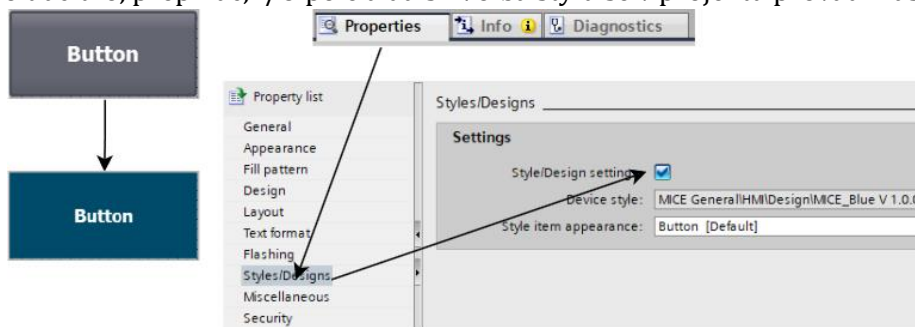 Properties Info Diagnostics
Button
Button
Property list
General
Appearance
Fill pattern
Design
Layout
Text format
Flashing
Styles/Designs
Miscellaneous
Security
Styles/Designs
Settings
Style/Design settings:
Device style: MICE General\HMI\Design\MICE_Blue V 1.0.0
Style item appearance: Button [Default]